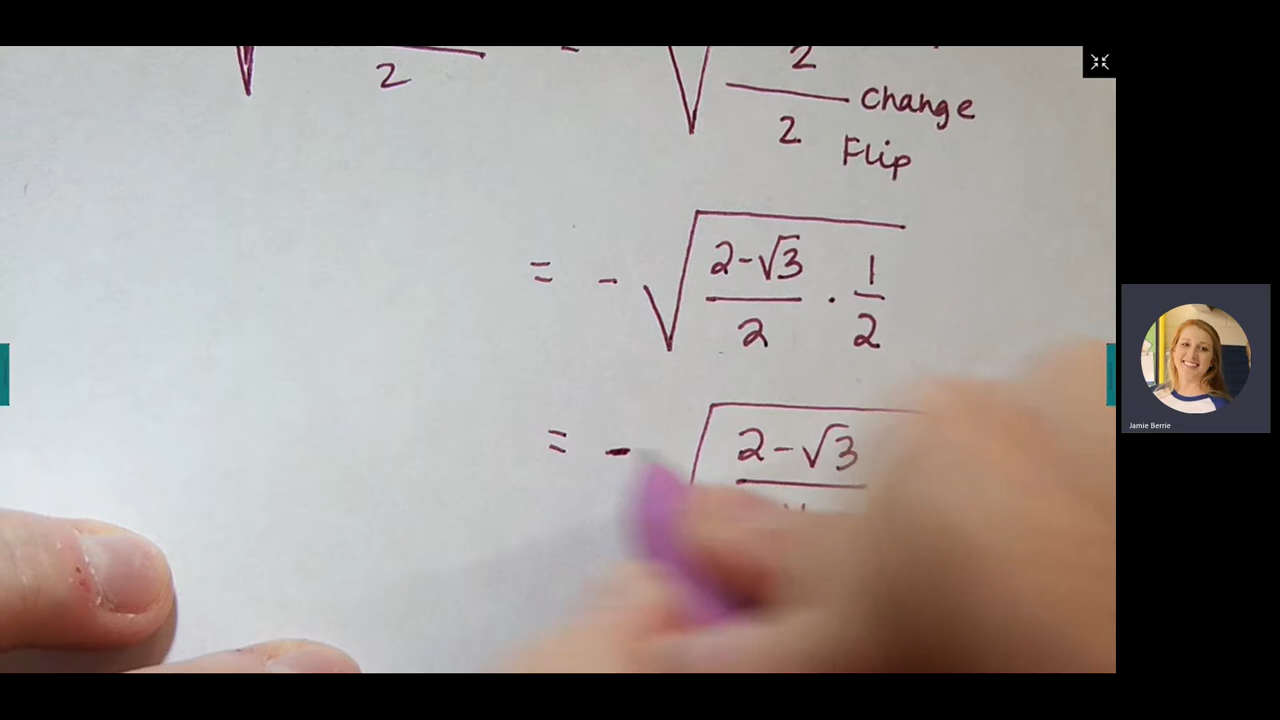 2
2
2 Change
Flip
= - √ 2-√3 / 2 · 1 / 2
= - √ 2-√3
Jamie Berrie